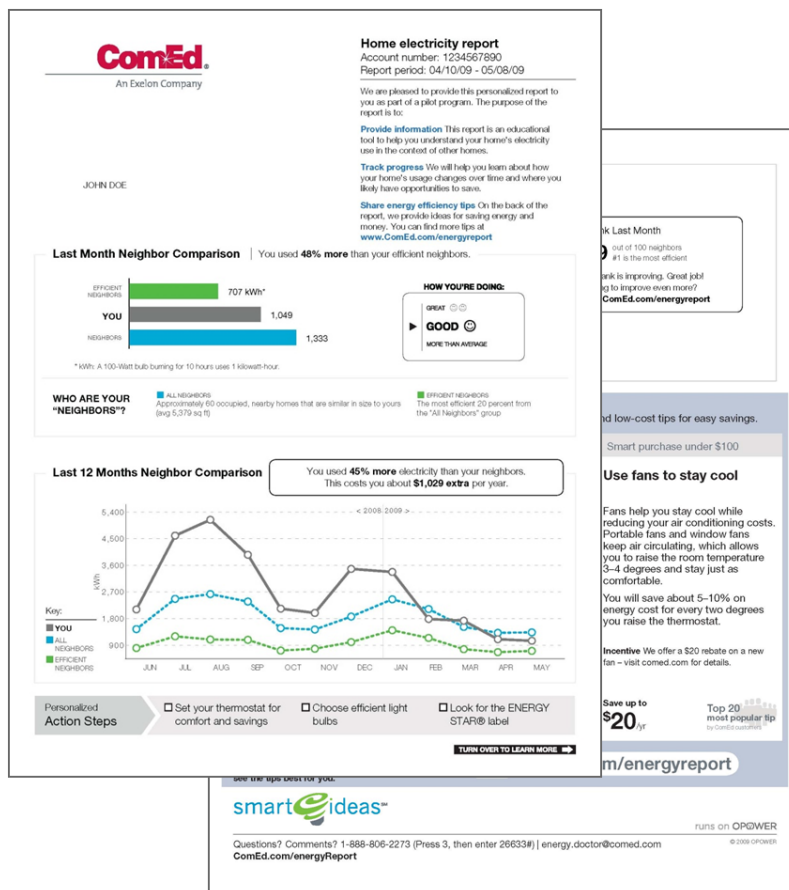 ComEd®
An Exelon Company
Home electricity report
Account number: 1234567890
Report period: 04/10/09 - 05/08/09
We are pleased to provide this personalized report to
you as part of a pilot program. The purpose of the
report is to:
Provide information This report is an educational
tool to help you understand your home's electricity
use in the context of other homes.
Track progress We will help you learn about how
your home's usage changes over time and where you
likely have opportunities to save.
Share energy efficiency tips On the back of the
report, we provide ideas for saving energy and
money. You can find more tips at
www.ComEd.com/energyreport
JOHN DOE
Last Month Neighbor Comparison | You used 48% more than your efficient neighbors.
EFFICIENT
NEIGHBORS
707 kWh*
YOU
1,049
NEIGHBORS
1,333
HOW YOU'RE DOING:
GREAT
GOOD
MORE THAN AVERAGE
* kWh: A 100-Watt bulb burning for 10 hours uses 1 kilowatt-hour.
WHO ARE YOUR
"NEIGHBORS"?
ALL NEIGHBORS
Approximately 60 occupied, nearby homes that are similar in size to yours
(avg 5,379 sq ft)
EFFICIENT NEIGHBORS
The most efficient 20 percent from
the "All Neighbors" group
Last 12 Months Neighbor Comparison
You used 45% more electricity than your neighbors.
This costs you about $1,029 extra per year.
< 2008 2009 >
5,400
4,500
3,600
2,700
1,800
900
kWh
Key:
YOU
ALL
NEIGHBORS
EFFICIENT
NEIGHBORS
JUN JUL AUG SEP OCT NOV DEC JAN FEB MAR APR MAY
Personalized
Action Steps
Set your thermostat for
comfort and savings
Choose efficient light
bulbs
Look for the ENERGY
STAR® label
TURN OVER TO LEARN MORE
nk Last Month
9 out of 100 neighbors
#1 is the most efficient
ank is improving. Great job!
ng to improve even more?
ComEd.com/energyreport
nd low-cost tips for easy savings.
Smart purchase under $100
Use fans to stay cool
Fans help you stay cool while
reducing your air conditioning costs.
Portable fans and window fans
keep air circulating, which allows
you to raise the room temperature
3–4 degrees and stay just as
comfortable.
You will save about 5–10% on
energy cost for every two degrees
you raise the thermostat.
Incentive We offer a $20 rebate on a new
fan – visit comed.com for details.
Save up to
$20/yr
Top 20
most popular tip
by ComEd customers
m/energyreport
see the tips best for you.
smart e ideas℠
runs on OPOWER
© 2009 OPOWER
Questions? Comments? 1-888-806-2273 (Press 3, then enter 26633#) | energy.doctor@comed.com
ComEd.com/energyReport